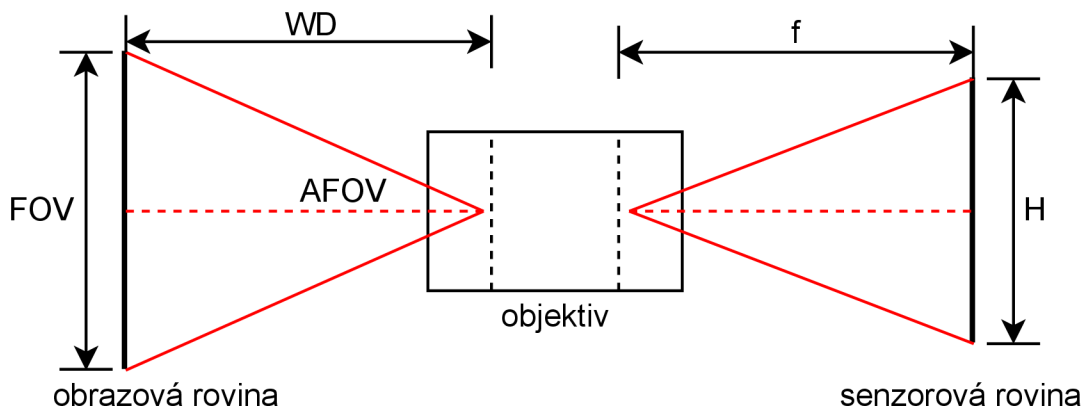 WD
f
AFOV
FOV
H
objektiv
obrazová rovina
senzorová rovina